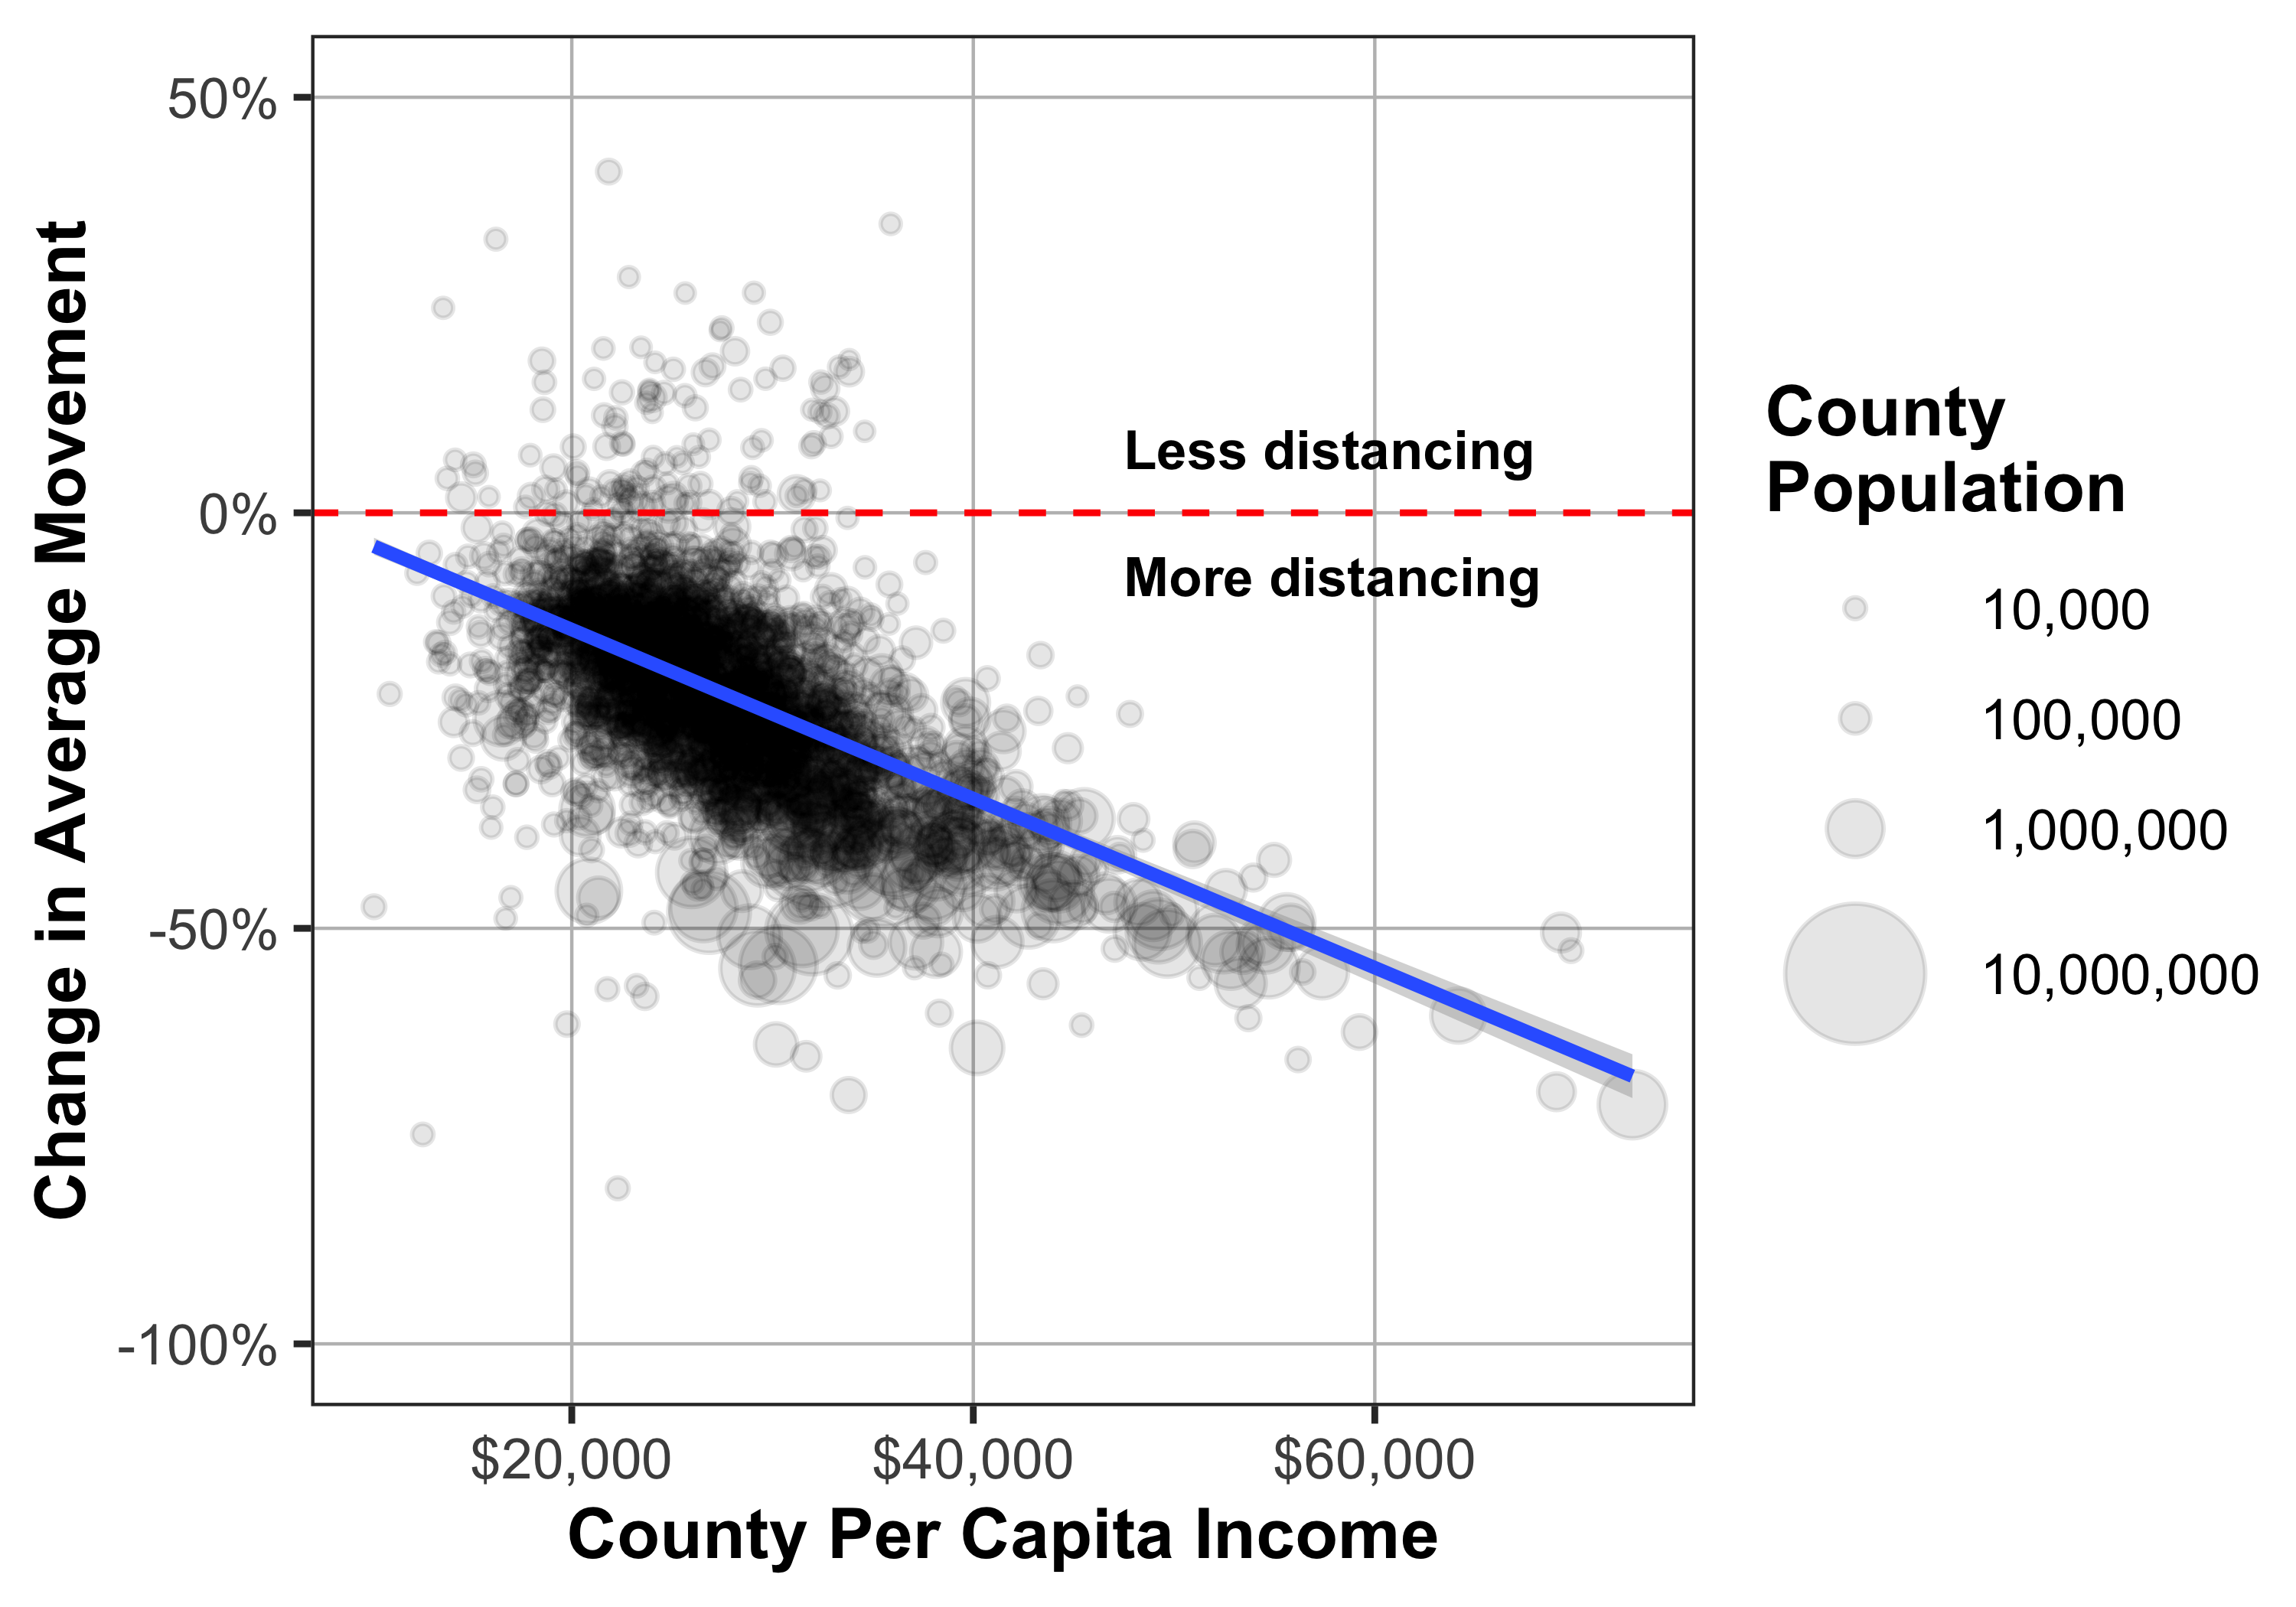 Change in Average Movement
50%
0%
-50%
-100%
Less distancing
More distancing
$20,000
$40,000
$60,000
County Per Capita Income
County
Population
10,000
100,000
1,000,000
10,000,000